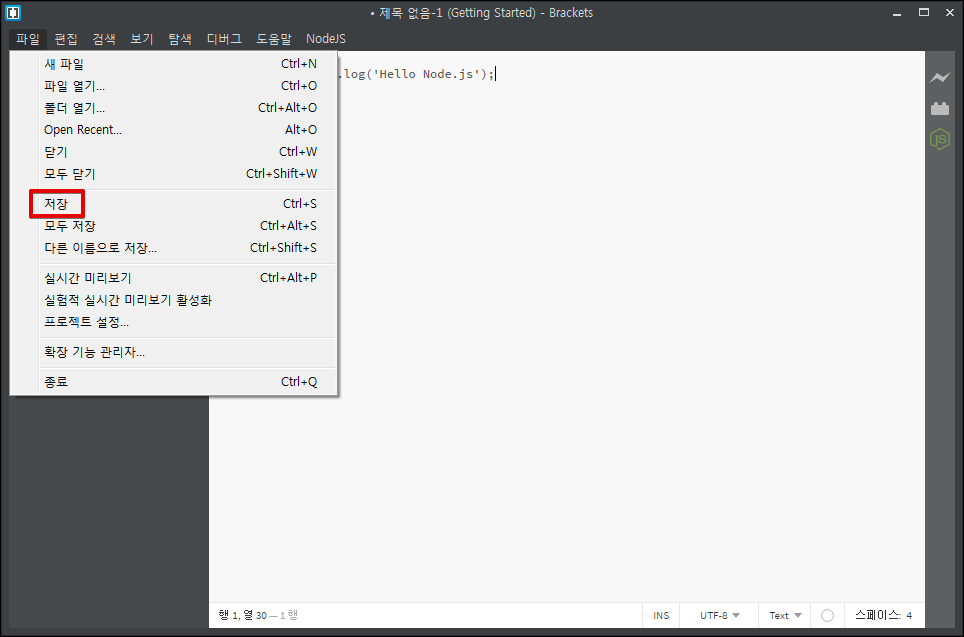 • 제목 없음-1 (Getting Started) - Brackets
파일 편집 검색 보기 탐색 디버그 도움말 NodeJS
새 파일 Ctrl+N
.log('Hello Node.js');
파일 열기... Ctrl+O
폴더 열기... Ctrl+Alt+O
Open Recent... Alt+O
닫기 Ctrl+W
모두 닫기 Ctrl+Shift+W
저장 Ctrl+S
모두 저장 Ctrl+Alt+S
다른 이름으로 저장... Ctrl+Shift+S
실시간 미리보기 Ctrl+Alt+P
실험적 실시간 미리보기 활성화
프로젝트 설정...
확장 기능 관리자...
종료 Ctrl+Q
JS
행 1, 열 30 — 1 행 INS UTF-8 Text 스페이스: 4